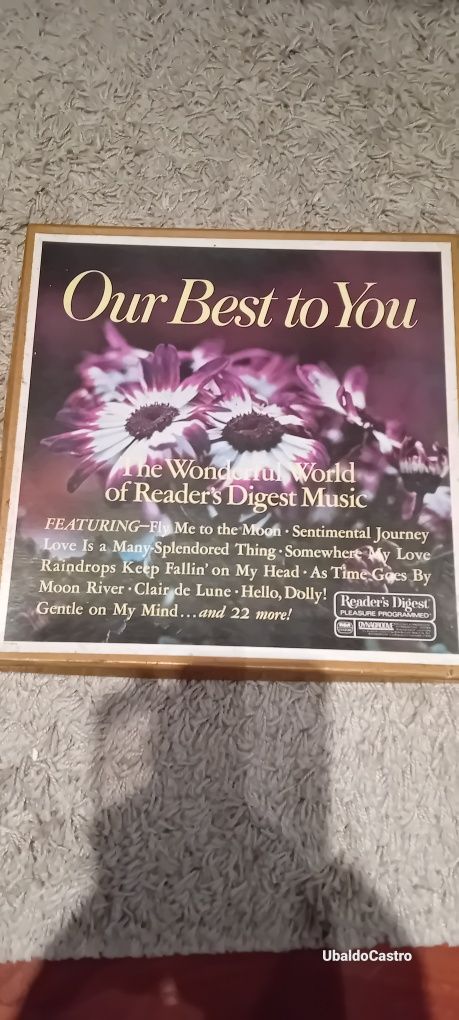 Our Best to You
The Wonderful World
of Reader's Digest Music
FEATURING—Fly Me to the Moon · Sentimental Journey
Love Is a Many-Splendored Thing · Somewhere My Love
Raindrops Keep Fallin' on My Head · As Time Goes By
Moon River · Clair de Lune · Hello, Dolly!
Gentle on My Mind...and 22 more!
Reader's Digest
PLEASURE PROGRAMMED
RCA
DYNAGROOVE
UbaldoCastro